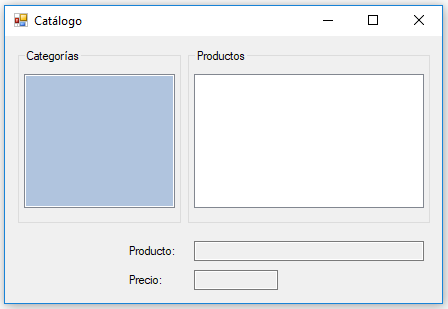 Catálogo
Categorías
Productos
Producto:
Precio: